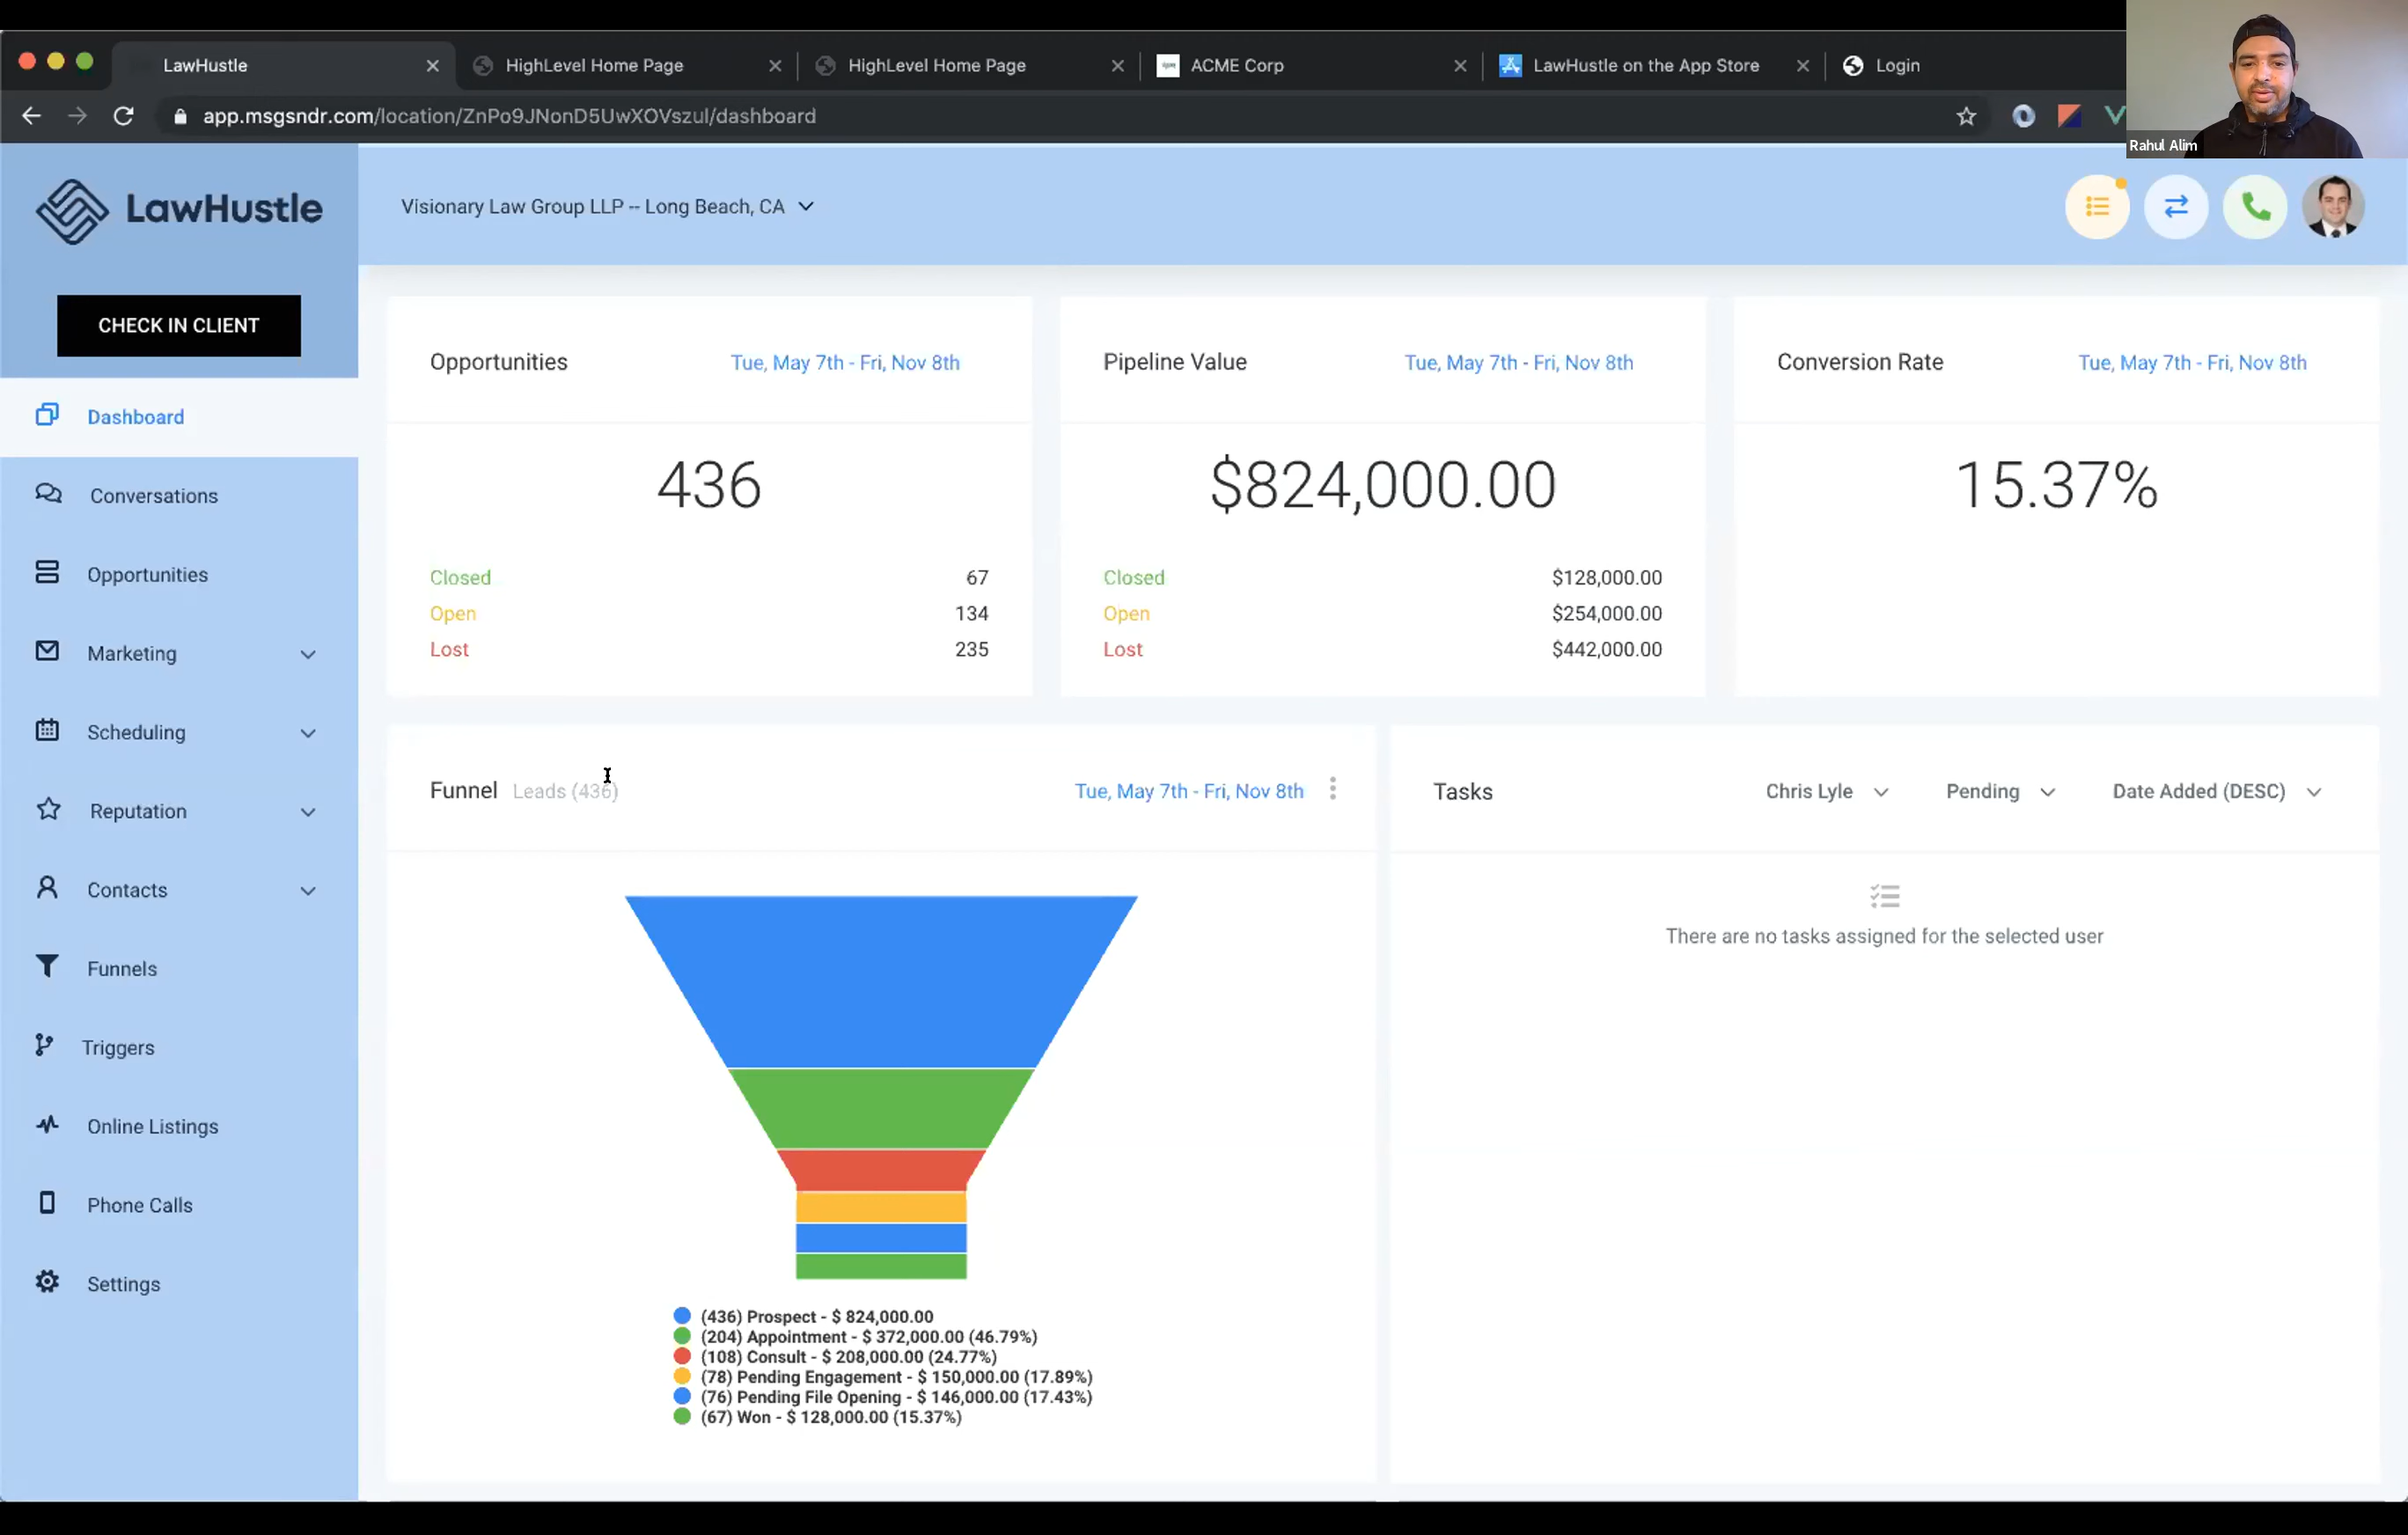 LawHustle
HighLevel Home Page
HighLevel Home Page
ACME Corp
LawHustle on the App Store
Login
app.msgsndr.com/location/ZnPo9JNonD5UwXOVszul/dashboard
Rahul Alim
LawHustle
Visionary Law Group LLP -- Long Beach, CA
CHECK IN CLIENT
Dashboard
Conversations
Opportunities
Marketing
Scheduling
Reputation
Contacts
Funnels
Triggers
Online Listings
Phone Calls
Settings
Opportunities Tue, May 7th - Fri, Nov 8th
436
Closed 67
Open 134
Lost 235
Pipeline Value Tue, May 7th - Fri, Nov 8th
$824,000.00
Closed $128,000.00
Open $254,000.00
Lost $442,000.00
Conversion Rate Tue, May 7th - Fri, Nov 8th
15.37%
Funnel Leads (436) Tue, May 7th - Fri, Nov 8th
(436) Prospect - $ 824,000.00
(204) Appointment - $ 372,000.00 (46.79%)
(108) Consult - $ 208,000.00 (24.77%)
(78) Pending Engagement - $ 150,000.00 (17.89%)
(76) Pending File Opening - $ 146,000.00 (17.43%)
(67) Won - $ 128,000.00 (15.37%)
Tasks Chris Lyle Pending Date Added (DESC)
There are no tasks assigned for the selected user